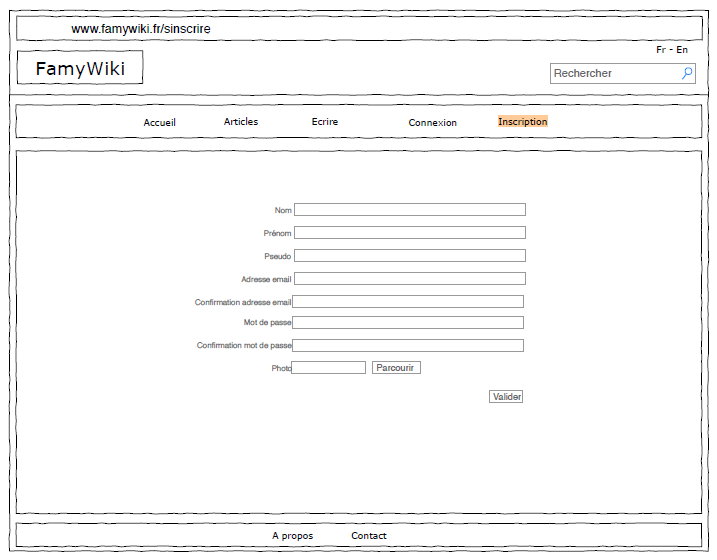 www.famywiki.fr/sinscrire
Fr - En
FamyWiki
Rechercher
Accueil Articles Ecrire Connexion Inscription
Nom
Prénom
Pseudo
Adresse email
Confirmation adresse email
Mot de passe
Confirmation mot de passe
Photo Parcourir
Valider
A propos Contact